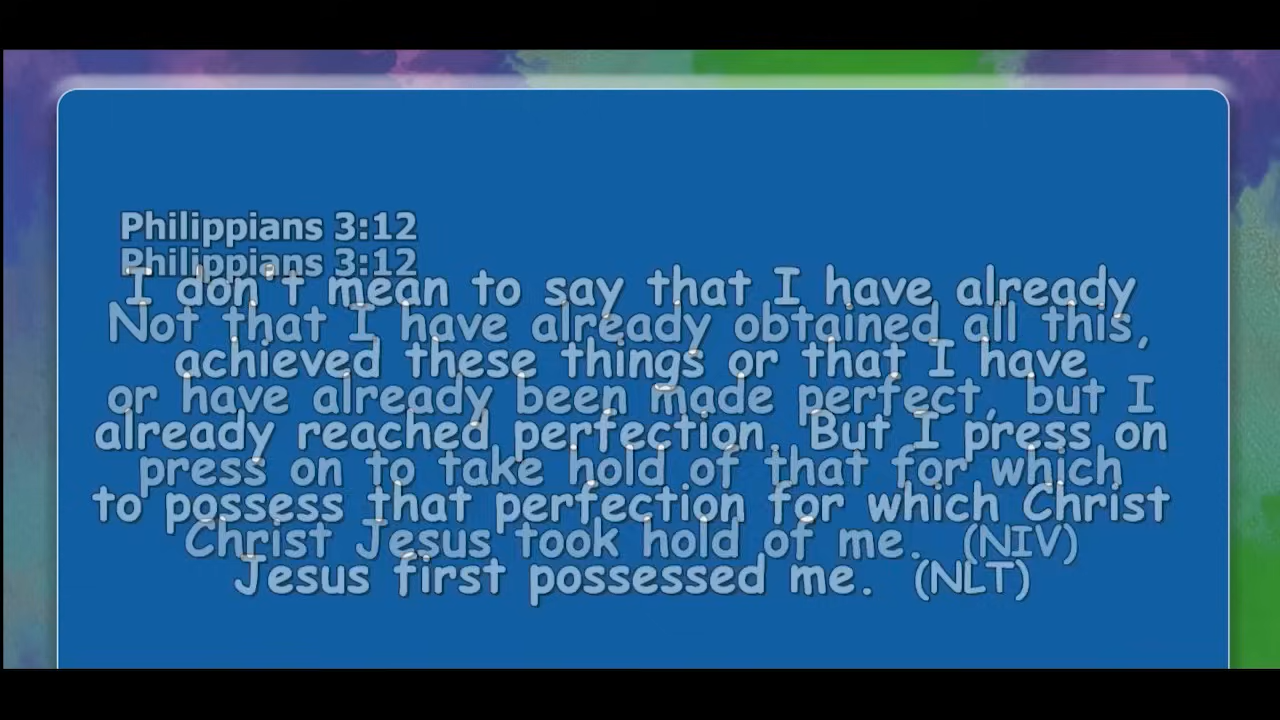 Philippians 3:12
Philippians 3:12
I don't mean to say that I have already
Not that I have already obtained all this,
achieved these things or that I have
or have already been made perfect, but I
already reached perfection. But I press on
press on to take hold of that for which
to possess that perfection for which Christ
Christ Jesus took hold of me. (NIV)
Jesus first possessed me. (NLT)